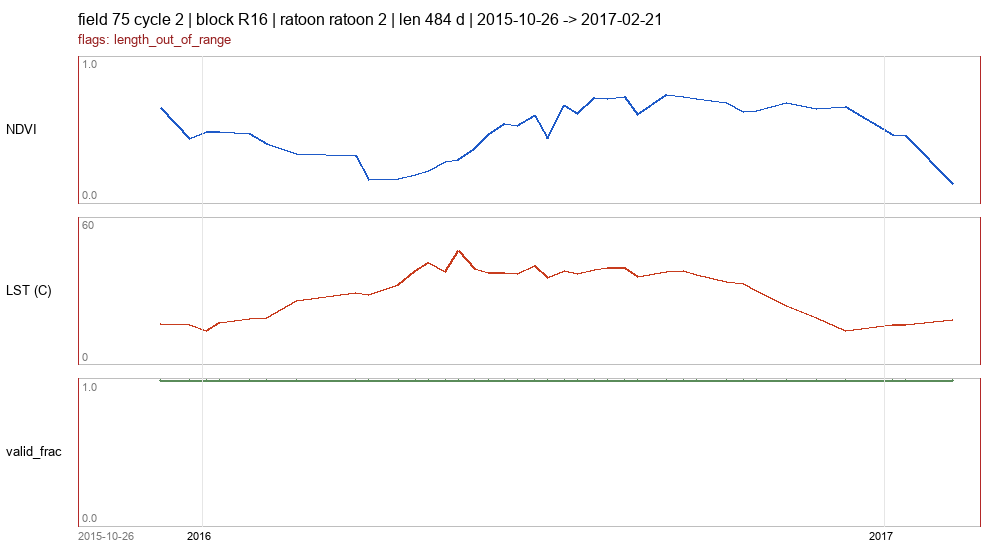 field 75 cycle 2 | block R16 | ratoon ratoon 2 | len 484 d | 2015-10-26 -> 2017-02-21
flags: length_out_of_range
1.0
NDVI
0.0
60
LST (C)
0
1.0
valid_frac
0.0
2015-10-26 2016 2017